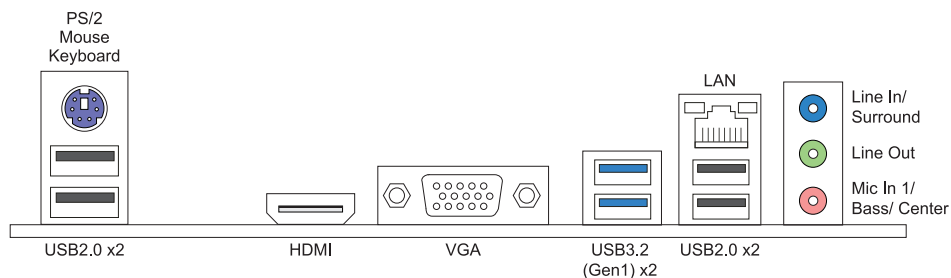 PS/2
Mouse
Keyboard
LAN
Line In/
Surround
Line Out
Mic In 1/
Bass/ Center
USB2.0 x2
HDMI
VGA
USB3.2
(Gen1) x2
USB2.0 x2